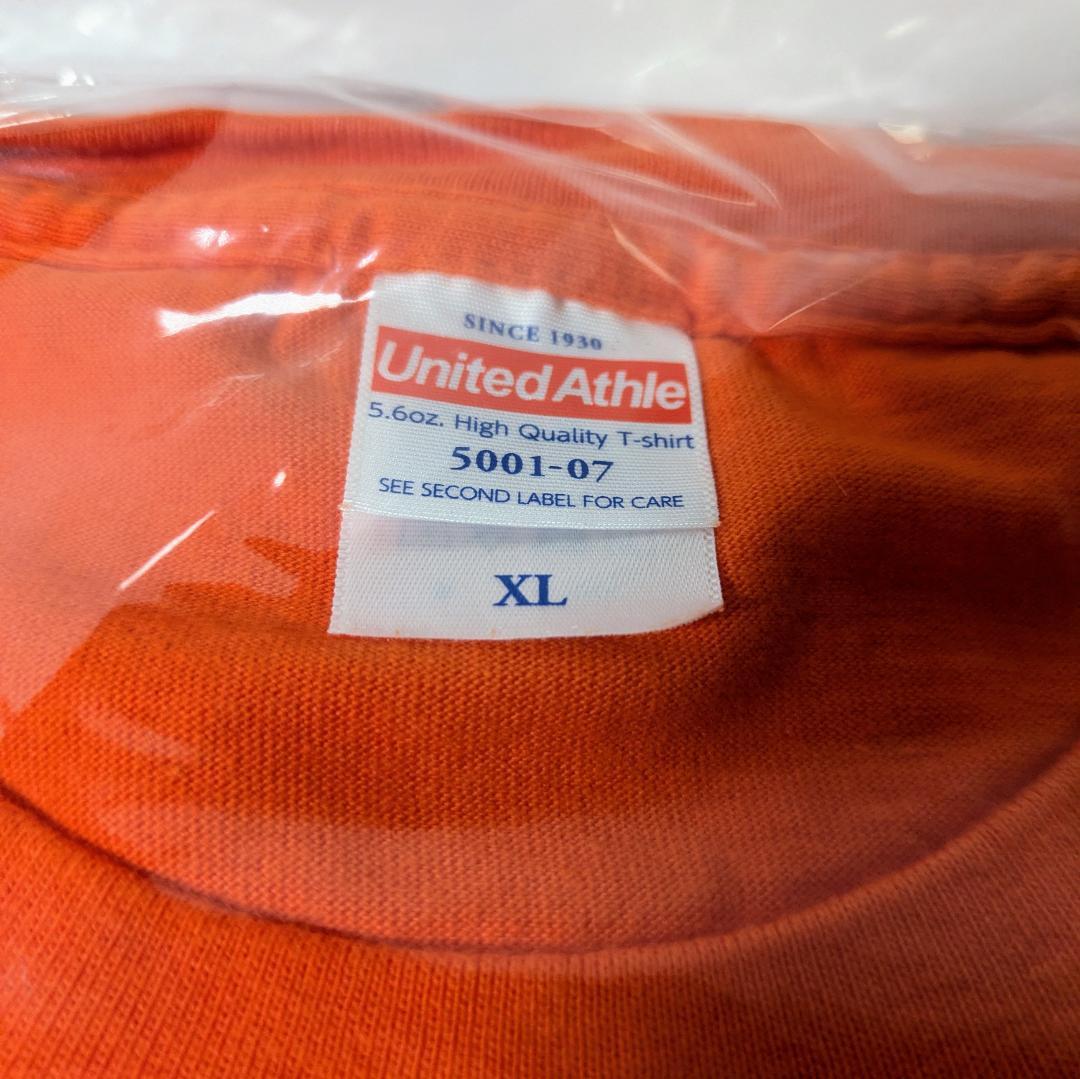 SINCE 1930
United Athle
5.6oz. High Quality T-shirt
5001-07
SEE SECOND LABEL FOR CARE
XL